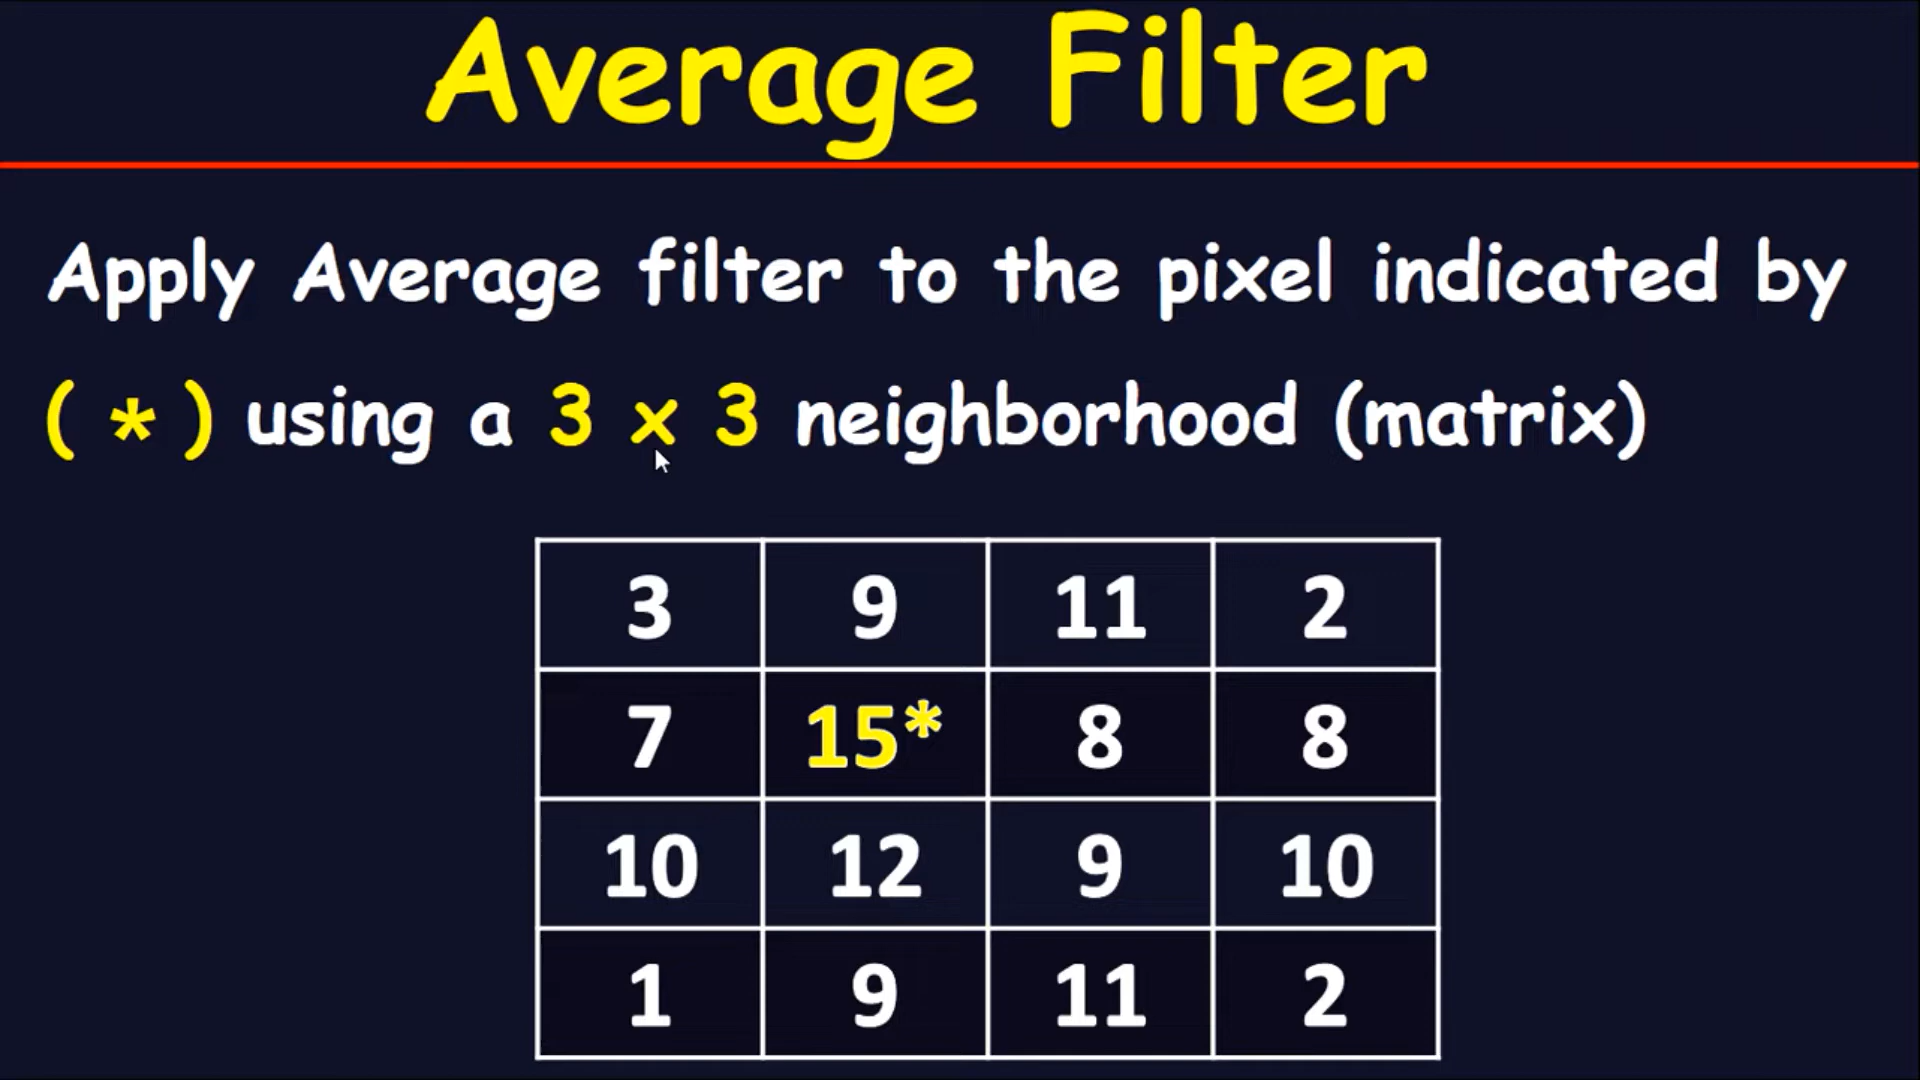 Average Filter
Apply Average filter to the pixel indicated by
( * ) using a 3 x 3 neighborhood (matrix)
3 9 11 2
7 15* 8 8
10 12 9 10
1 9 11 2